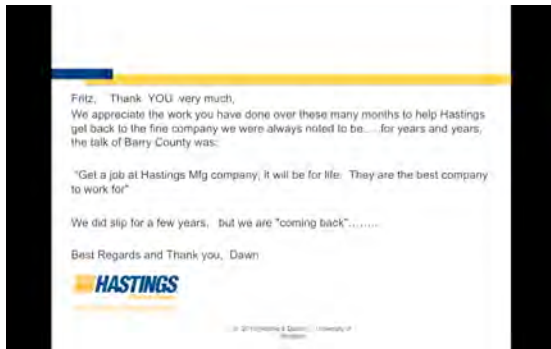 Fritz, Thank YOU very much,
We appreciate the work you have done over these many months to help Hastings
get back to the fine company we were always noted to be.....for years and years,
the talk of Barry County was:
"Get a job at Hastings Mfg company, it will be for life. They are the best company
to work for"
We did slip for a few years, but we are "coming back"........
Best Regards and Thank you, Dawn
HASTINGS
University of